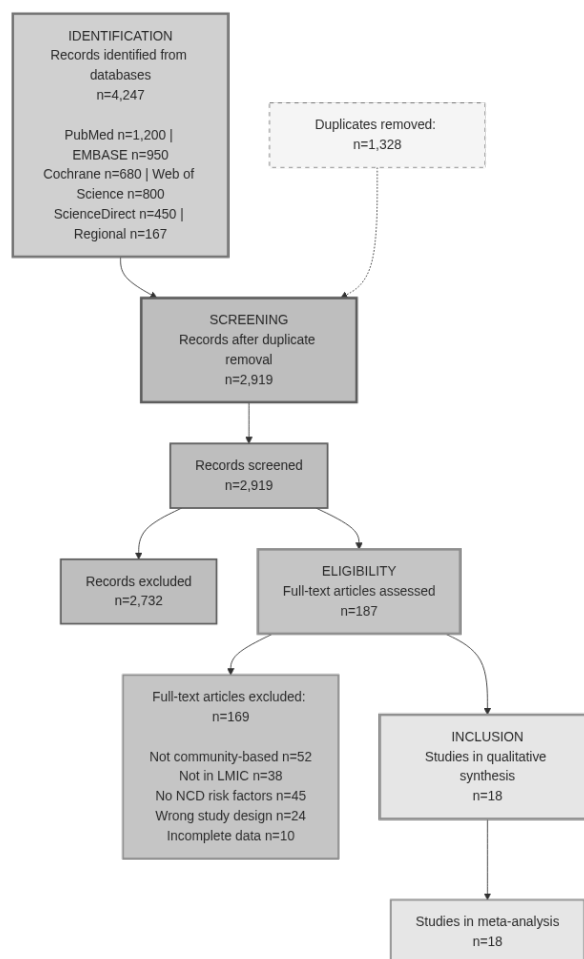 IDENTIFICATION
Records identified from
databases
n=4,247
PubMed n=1,200 |
EMBASE n=950
Cochrane n=680 | Web of
Science n=800
ScienceDirect n=450 |
Regional n=167
Duplicates removed:
n=1,328
SCREENING
Records after duplicate
removal
n=2,919
Records screened
n=2,919
Records excluded
n=2,732
ELIGIBILITY
Full-text articles assessed
n=187
Full-text articles excluded:
n=169
Not community-based n=52
Not in LMIC n=38
No NCD risk factors n=45
Wrong study design n=24
Incomplete data n=10
INCLUSION
Studies in qualitative
synthesis
n=18
Studies in meta-analysis
n=18